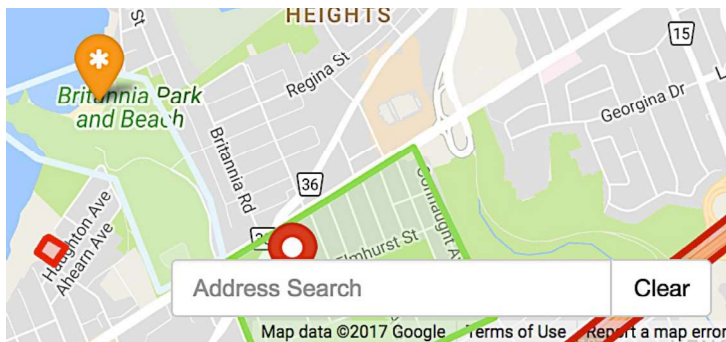 HEIGHTS
St
15
Regina St
Britannia Park
and Beach
Georgina Dr
Britannia Rd
36
Connaught Av
Haughton Ave
Ahearn Ave
Elmhurst St
Address Search
Clear
Map data ©2017 Google
Terms of Use
Report a map error